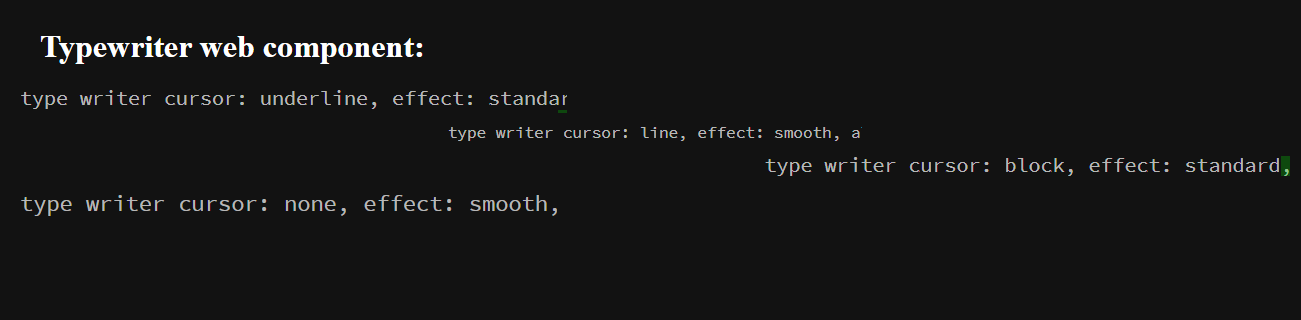 Typewriter web component:
type writer cursor: underline, effect: standar
type writer cursor: line, effect: smooth, a
type writer cursor: block, effect: standard,
type writer cursor: none, effect: smooth,